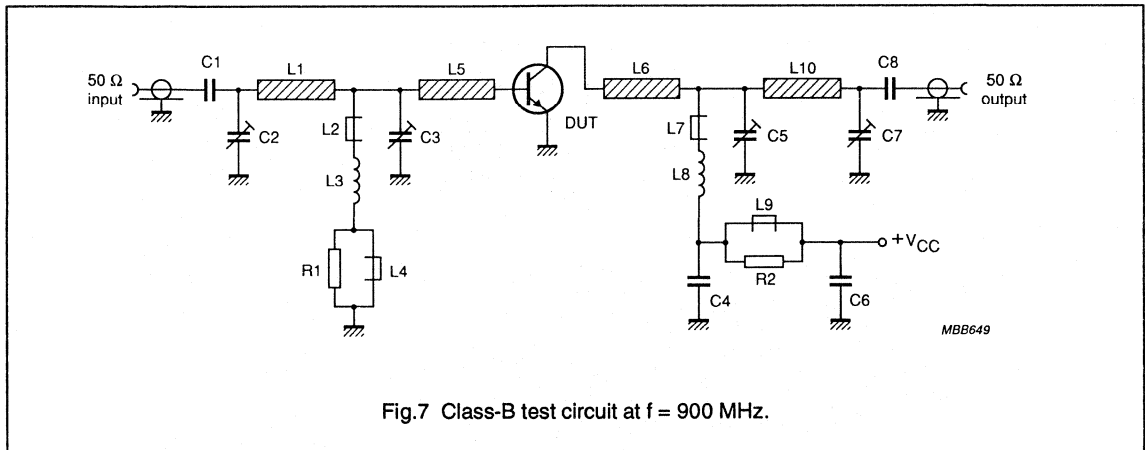 C1
L1
L5
L6
L10
C8
50 Ω
input
50 Ω
output
C2
L2
C3
DUT
L7
C5
C7
L3
L8
R1
L4
L9
+VCC
R2
C4
C6
MBB649
Fig.7 Class-B test circuit at f = 900 MHz.